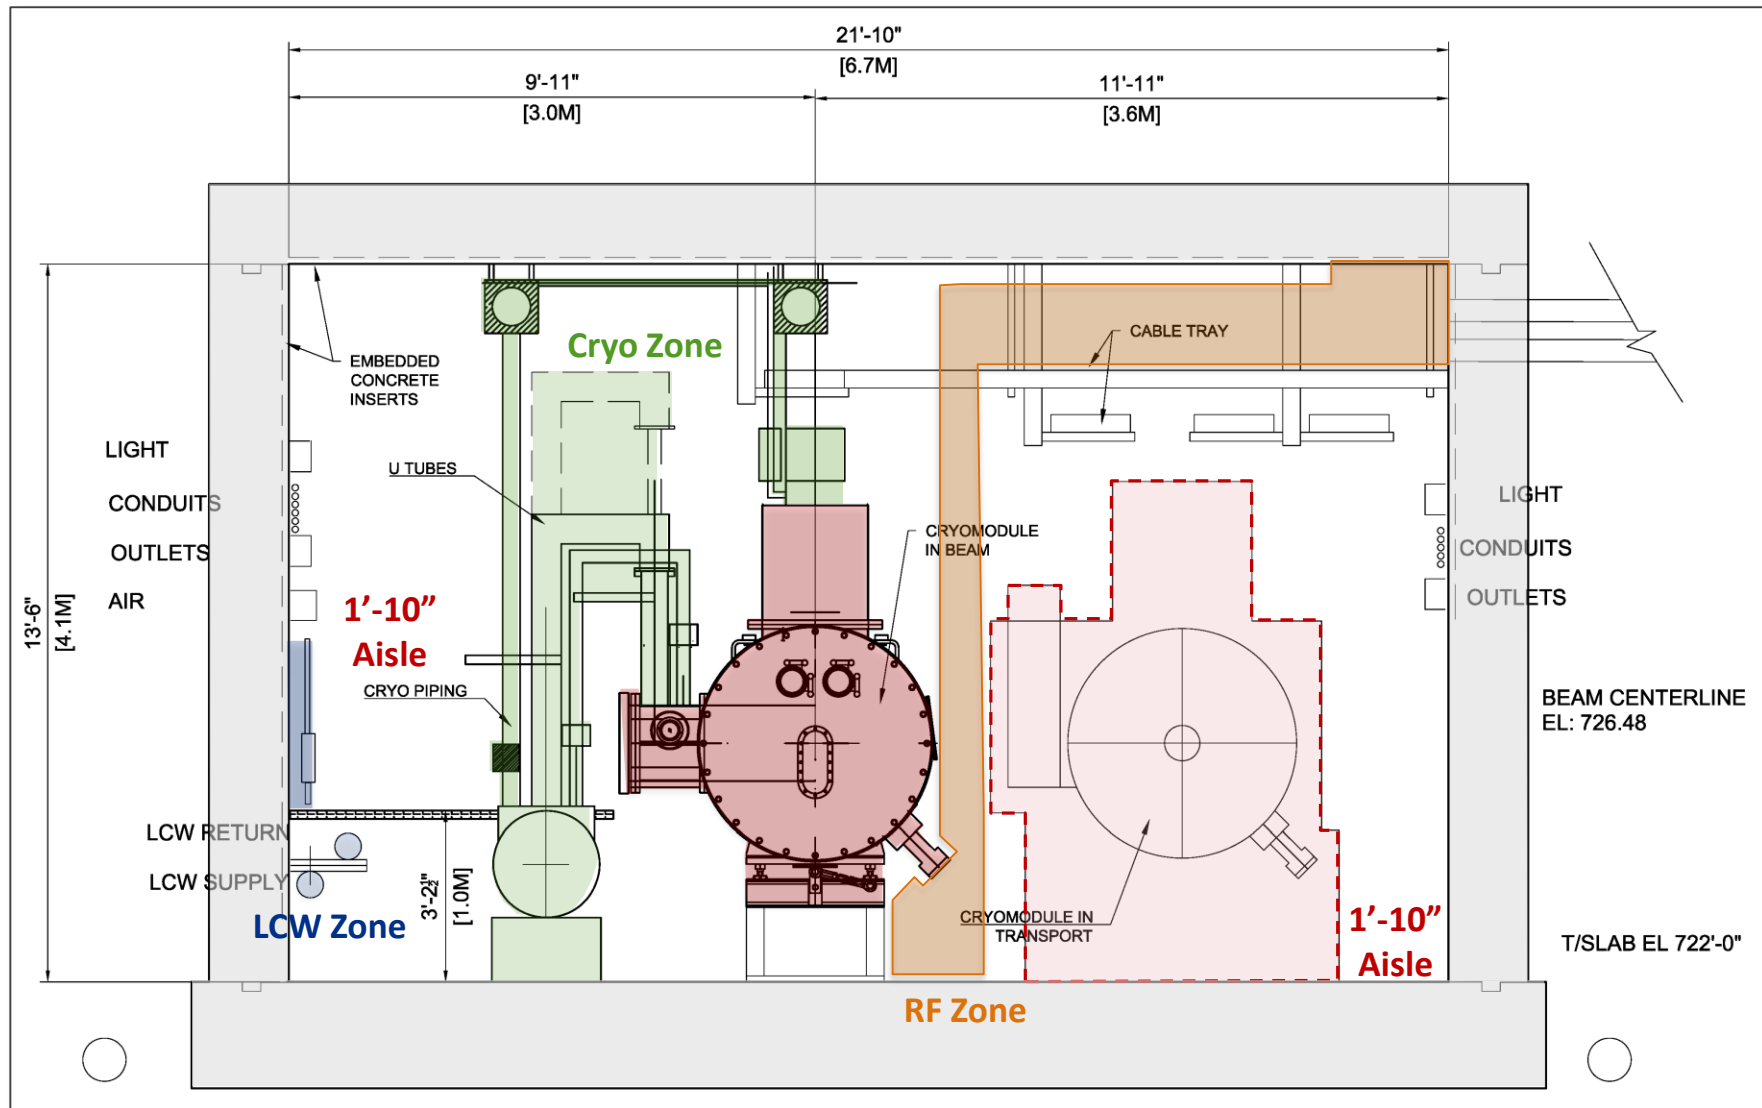 21'-10"
[6.7M]
9'-11"
[3.0M]
11'-11"
[3.6M]
13'-6"
[4.1M]
Cryo Zone
CABLE TRAY
EMBEDDED
CONCRETE
INSERTS
LIGHT
CONDUITS
OUTLETS
AIR
U TUBES
CRYOMODULE
IN BEAM
LIGHT
CONDUITS
OUTLETS
1'-10”
Aisle
CRYO PIPING
BEAM CENTERLINE
EL: 726.48
LCW RETURN
LCW SUPPLY
3'-2½"
[1.0M]
LCW Zone
CRYOMODULE IN
TRANSPORT
1'-10”
Aisle
T/SLAB EL 722'-0"
RF Zone